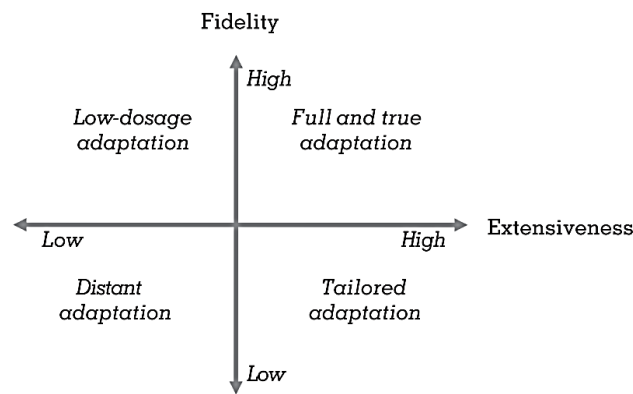 Fidelity
High
Low-dosage
adaptation
Full and true
adaptation
Low
High
Extensiveness
Distant
adaptation
Tailored
adaptation
Low